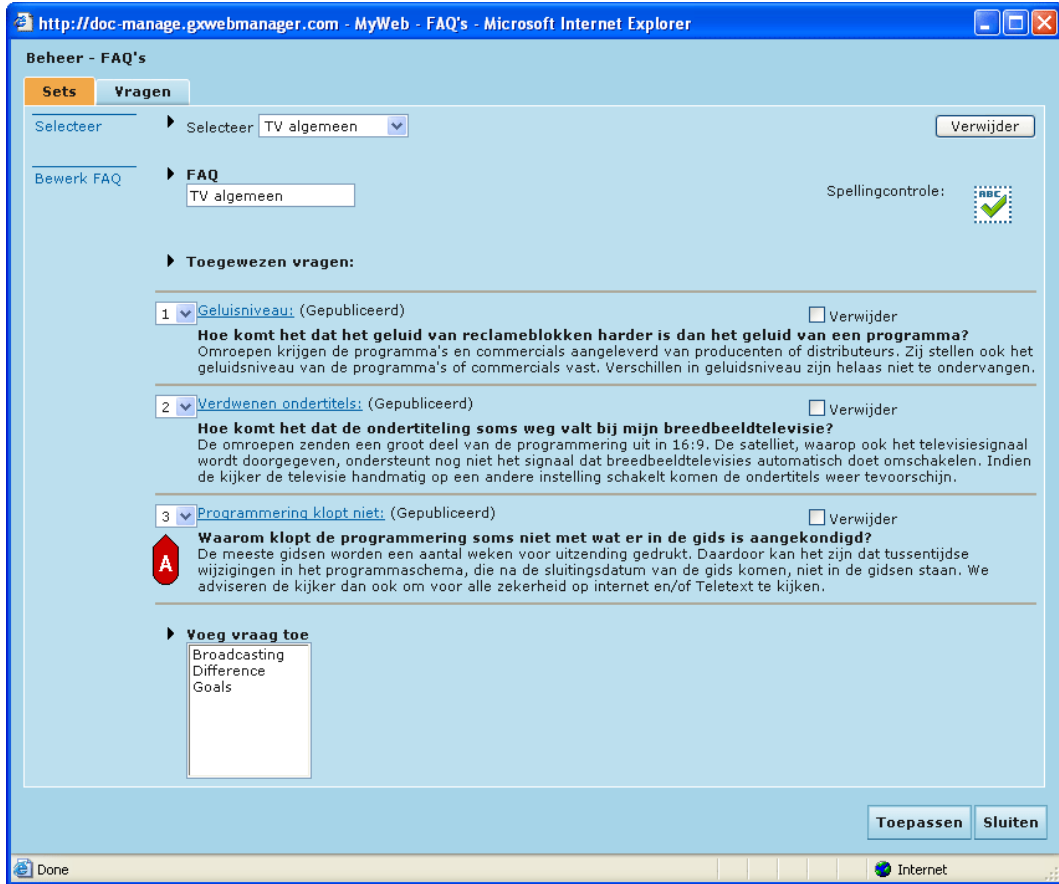 http://doc-manage.gxwebmanager.com - MyWeb - FAQ's - Microsoft Internet Explorer
Beheer - FAQ's
Sets Vragen
Selecteer Selecteer TV algemeen Verwijder
Bewerk FAQ FAQ
TV algemeen Spellingcontrole: ABC
Toegewezen vragen:
1 Geluisniveau: (Gepubliceerd) Verwijder
Hoe komt het dat het geluid van reclameblokken harder is dan het geluid van een programma?
Omroepen krijgen de programma's en commercials aangeleverd van producenten of distributeurs. Zij stellen ook het
geluidsniveau van de programma's of commercials vast. Verschillen in geluidsniveau zijn helaas niet te ondervangen.
2 Verdwenen ondertitels: (Gepubliceerd) Verwijder
Hoe komt het dat de ondertiteling soms weg valt bij mijn breedbeeldtelevisie?
De omroepen zenden een groot deel van de programmering uit in 16:9. De satelliet, waarop ook het televisiesignaal
wordt doorgegeven, ondersteunt nog niet het signaal dat breedbeeldtelevisies automatisch doet omschakelen. Indien
de kijker de televisie handmatig op een andere instelling schakelt komen de ondertitels weer tevoorschijn.
3 Programmering klopt niet: (Gepubliceerd) Verwijder
Waarom klopt de programmering soms niet met wat er in de gids is aangekondigd?
De meeste gidsen worden een aantal weken voor uitzending gedrukt. Daardoor kan het zijn dat tussentijdse
A wijzigingen in het programmaschema, die na de sluitingsdatum van de gids komen, niet in de gidsen staan. We
adviseren de kijker dan ook om voor alle zekerheid op internet en/of Teletext te kijken.
Voeg vraag toe
Broadcasting
Difference
Goals
Toepassen Sluiten
Done Internet